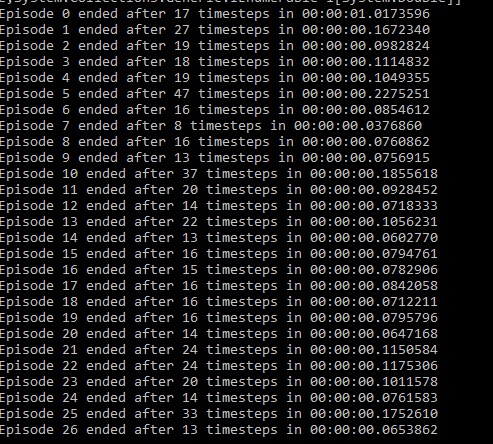 Episode 0 ended after 17 timesteps in 00:00:01.0173596
Episode 1 ended after 27 timesteps in 00:00:00.1672340
Episode 2 ended after 19 timesteps in 00:00:00.0982824
Episode 3 ended after 18 timesteps in 00:00:00.1114832
Episode 4 ended after 19 timesteps in 00:00:00.1049355
Episode 5 ended after 47 timesteps in 00:00:00.2275251
Episode 6 ended after 16 timesteps in 00:00:00.0854612
Episode 7 ended after 8 timesteps in 00:00:00.0376860
Episode 8 ended after 16 timesteps in 00:00:00.0760862
Episode 9 ended after 13 timesteps in 00:00:00.0756915
Episode 10 ended after 37 timesteps in 00:00:00.1855618
Episode 11 ended after 20 timesteps in 00:00:00.0928452
Episode 12 ended after 14 timesteps in 00:00:00.0718333
Episode 13 ended after 22 timesteps in 00:00:00.1056231
Episode 14 ended after 13 timesteps in 00:00:00.0602770
Episode 15 ended after 16 timesteps in 00:00:00.0794761
Episode 16 ended after 15 timesteps in 00:00:00.0782906
Episode 17 ended after 16 timesteps in 00:00:00.0842058
Episode 18 ended after 16 timesteps in 00:00:00.0712211
Episode 19 ended after 16 timesteps in 00:00:00.0795796
Episode 20 ended after 14 timesteps in 00:00:00.0647168
Episode 21 ended after 24 timesteps in 00:00:00.1150584
Episode 22 ended after 24 timesteps in 00:00:00.1175306
Episode 23 ended after 20 timesteps in 00:00:00.1011578
Episode 24 ended after 14 timesteps in 00:00:00.0761583
Episode 25 ended after 33 timesteps in 00:00:00.1752610
Episode 26 ended after 13 timesteps in 00:00:00.0653862